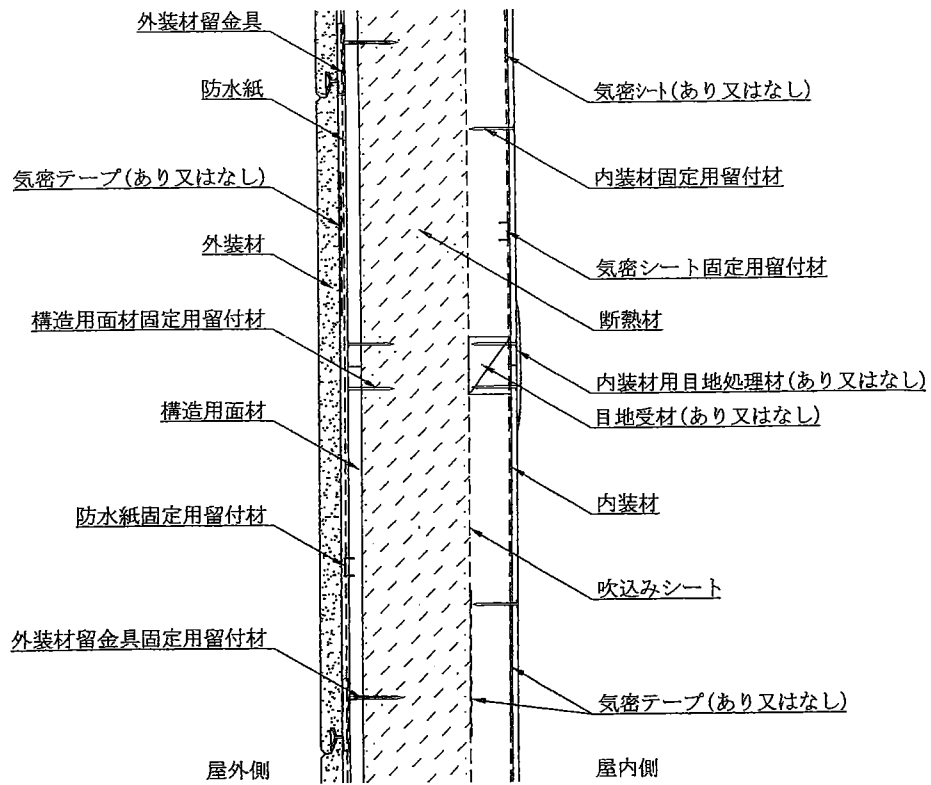 外装材留金具
防水紙
気密テープ(あり又はなし)
外装材
構造用面材固定用留付材
構造用面材
防水紙固定用留付材
外装材留金具固定用留付材
屋外側
気密シート(あり又はなし)
内装材固定用留付材
気密シート固定用留付材
断熱材
内装材用目地処理材(あり又はなし)
目地受材(あり又はなし)
内装材
吹込みシート
気密テープ(あり又はなし)
屋内側